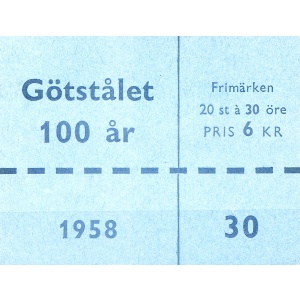 Götstålet
100 år
Frimärken
20 st à 30 öre
PRIS 6 KR
1958
30